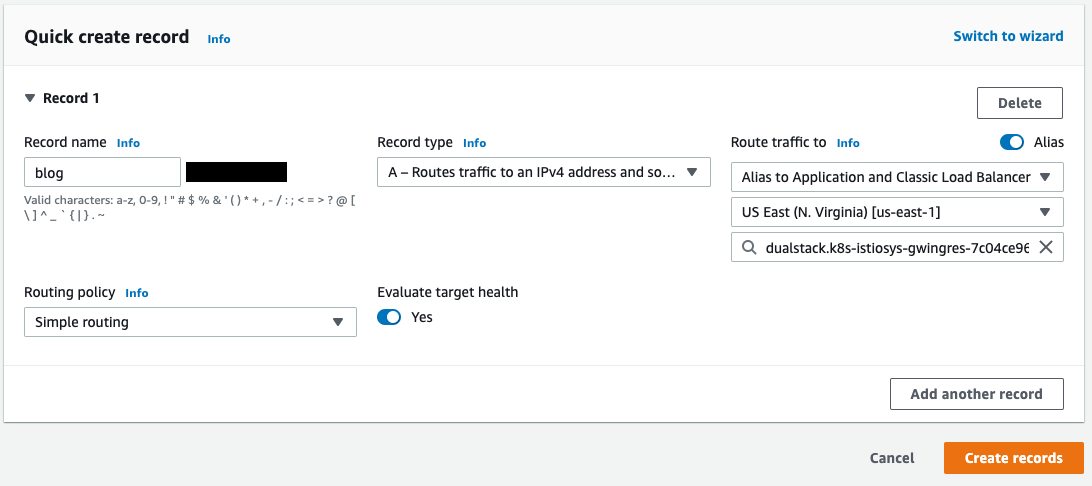 Quick create record Info
Switch to wizard
Record 1
Delete
Record name Info
Record type Info
Route traffic to Info
Alias
blog
A – Routes traffic to an IPv4 address and so...
Alias to Application and Classic Load Balancer
Valid characters: a-z, 0-9, ! " # $ % & ' ( ) * + , - / : ; < = > ? @ [
\ ] ^ _ ` { | } . ~
US East (N. Virginia) [us-east-1]
dualstack.k8s-istiosys-gwingres-7c04ce96
Routing policy Info
Evaluate target health
Simple routing
Yes
Add another record
Cancel
Create records